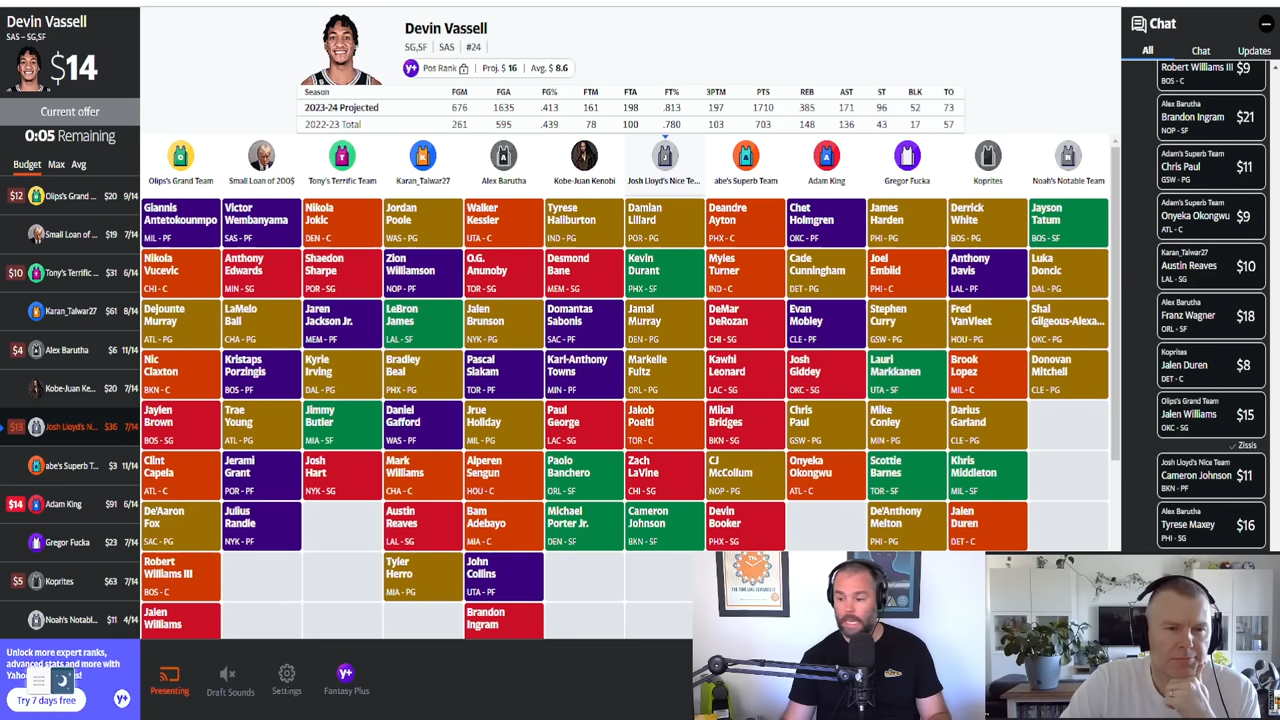 Devin Vassell
SAS – SG,SF
$14
Current offer
0:05 Remaining
Budget Max Avg
$12 Olips's Grand ... $20 9/14
Small Loan of ... $19 7/14
$10 Tony's Terrific ... $31 6/14
Karan_Talwar27 $61 8/14
$4 Alex Barutha $6 11/14
Kobe-Juan Ke... $20 7/14
$13 Josh Lloyd's N... $36 7/14
abe's Superb T... $3 11/14
$14 Adam King $91 6/14
Gregor Fucka $23 7/14
$5 Koprites $63 7/14
Noah's Notabl... $11 4/14
Unlock more expert ranks,
advanced stats and more with
Try 7 days free
y+
Devin Vassell
SG,SF SAS #24
y+ Pos Rank Proj. $ 16 Avg. $ 8.6
Season FGM FGA FG% FTM FTA FT% 3PTM PTS REB AST ST BLK TO
2023-24 Projected 676 1635 .413 161 198 .813 197 1710 385 171 96 52 73
2022-23 Total 261 595 .439 78 100 .780 103 703 148 136 43 17 57
O T K A J A A G N
Olips's Grand Team Small Loan of 200$ Tony's Terrific Team Karan_Talwar27 Alex Barutha Kobe-Juan Kenobi Josh Lloyd's Nice Te... abe's Superb Team Adam King Gregor Fucka Koprites Noah's Notable Team
Giannis Victor Nikola Jordan Walker Tyrese Damian Deandre Chet James Derrick Jayson
Antetokounmpo Wembanyama Jokic Poole Kessler Haliburton Lillard Ayton Holmgren Harden White Tatum
MIL - PF SAS - PF DEN - C WAS - PG UTA - C IND - PG POR - PG PHX - C OKC - PF PHI - PG BOS - PG BOS - SF
Nikola Anthony Shaedon Zion O.G. Desmond Kevin Myles Cade Joel Anthony Luka
Vucevic Edwards Sharpe Williamson Anunoby Bane Durant Turner Cunningham Embiid Davis Doncic
CHI - C MIN - SG POR - SG NOP - PF TOR - SG MEM - SG PHX - SF IND - C DET - PG PHI - C LAL - PF DAL - PG
Dejounte LaMelo Jaren LeBron Jalen Domantas Jamal DeMar Evan Stephen Fred Shai
Murray Ball Jackson Jr. James Brunson Sabonis Murray DeRozan Mobley Curry VanVleet Gilgeous-Alexa...
ATL - PG CHA - PG MEM - PF LAL - SF NYK - PG SAC - PF DEN - PG CHI - SG CLE - PF GSW - PG HOU - PG OKC - PG
Nic Kristaps Kyrie Bradley Pascal Karl-Anthony Markelle Kawhi Josh Lauri Brook Donovan
Claxton Porzingis Irving Beal Siakam Towns Fultz Leonard Giddey Markkanen Lopez Mitchell
BKN - C BOS - PF DAL - PG PHX - PG TOR - PF MIN - PF ORL - PG LAC - SG OKC - SG UTA - SF MIL - C CLE - PG
Jaylen Trae Jimmy Daniel Jrue Paul Jakob Mikal Chris Mike Darius
Brown Young Butler Gafford Holiday George Poeltl Bridges Paul Conley Garland
BOS - SG ATL - PG MIA - SF WAS - PF MIL - PG LAC - SG TOR - C BKN - SG GSW - PG MIN - PG CLE - PG
Clint Jerami Josh Mark Alperen Paolo Zach CJ Onyeka Scottie Khris
Capela Grant Hart Williams Sengun Banchero LaVine McCollum Okongwu Barnes Middleton
ATL - C POR - PF NYK - SG CHA - C HOU - C ORL - SF CHI - SG NOP - PG ATL - C TOR - SF MIL - SF
De'Aaron Julius Austin Bam Michael Cameron Devin De'Anthony Jalen
Fox Randle Reaves Adebayo Porter Jr. Johnson Booker Melton Duren
SAC - PG NYK - PF LAL - SG MIA - C DEN - SF BKN - SF PHX - SG PHI - PG DET - C
Robert Tyler John
Williams III Herro Collins
BOS - C MIA - PG UTA - PF
Jalen Brandon
Williams Ingram
Presenting Draft Sounds Settings Fantasy Plus
Chat
All Chat Updates
Robert Williams III $9
BOS - C
Alex Barutha
Brandon Ingram $21
NOP - SF
Adam's Superb Team
Chris Paul $11
GSW - PG
Adam's Superb Team
Onyeka Okongwu $9
ATL - C
Karan_Talwar27
Austin Reaves $10
LAL - SG
Alex Barutha
Franz Wagner $18
ORL - SF
Koprites
Jalen Duren $8
DET - C
Olips's Grand Team
Jalen Williams $15
OKC - SG
Zissis
Josh Lloyd's Nice Team
Cameron Johnson $11
BKN - PF
Alex Barutha
Tyrese Maxey $16
PHI - SG